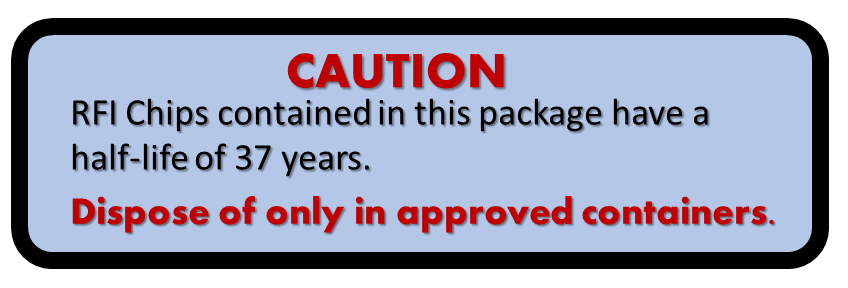 CAUTION
RFI Chips contained in this package have a
half-life of 37 years.
Dispose of only in approved containers.